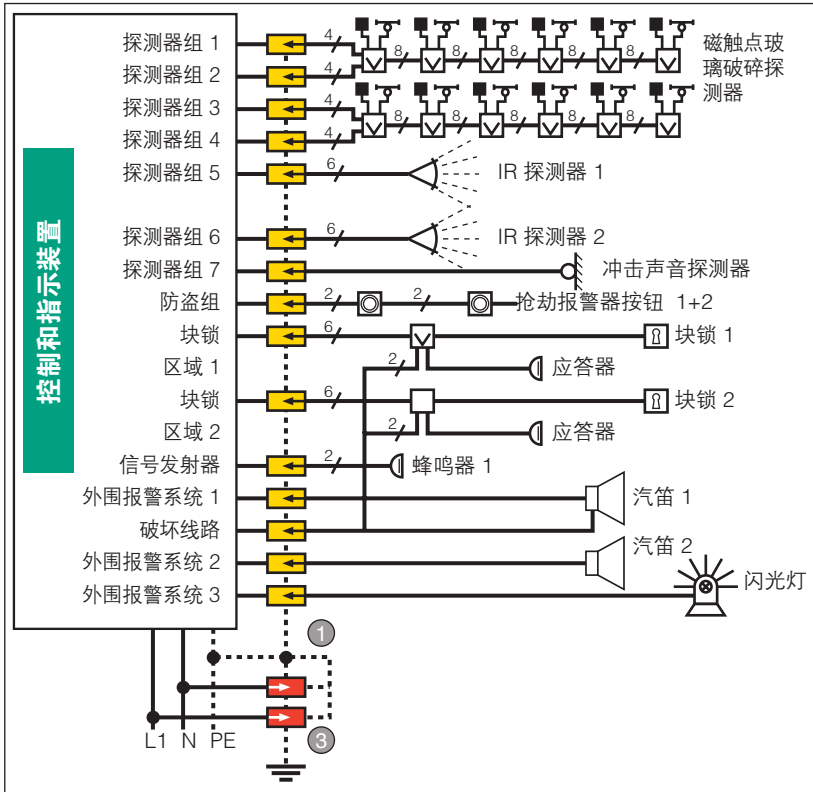 控制和指示装置
探测器组 1
4
8
8
8
8
8
磁触点玻
璃破碎探
测器
探测器组 2
4
探测器组 3
4
8
8
8
8
8
探测器组 4
4
探测器组 5
6
IR 探测器 1
探测器组 6
6
IR 探测器 2
探测器组 7
冲击声音探测器
防盗组
2
2
抢劫报警器按钮 1+2
块锁
6
块锁 1
区域 1
2
应答器
块锁
6
块锁 2
区域 2
2
应答器
信号发射器
2
蜂鸣器 1
外围报警系统 1
汽笛 1
破坏线路
外围报警系统 2
汽笛 2
外围报警系统 3
闪光灯
1
3
L1 N PE